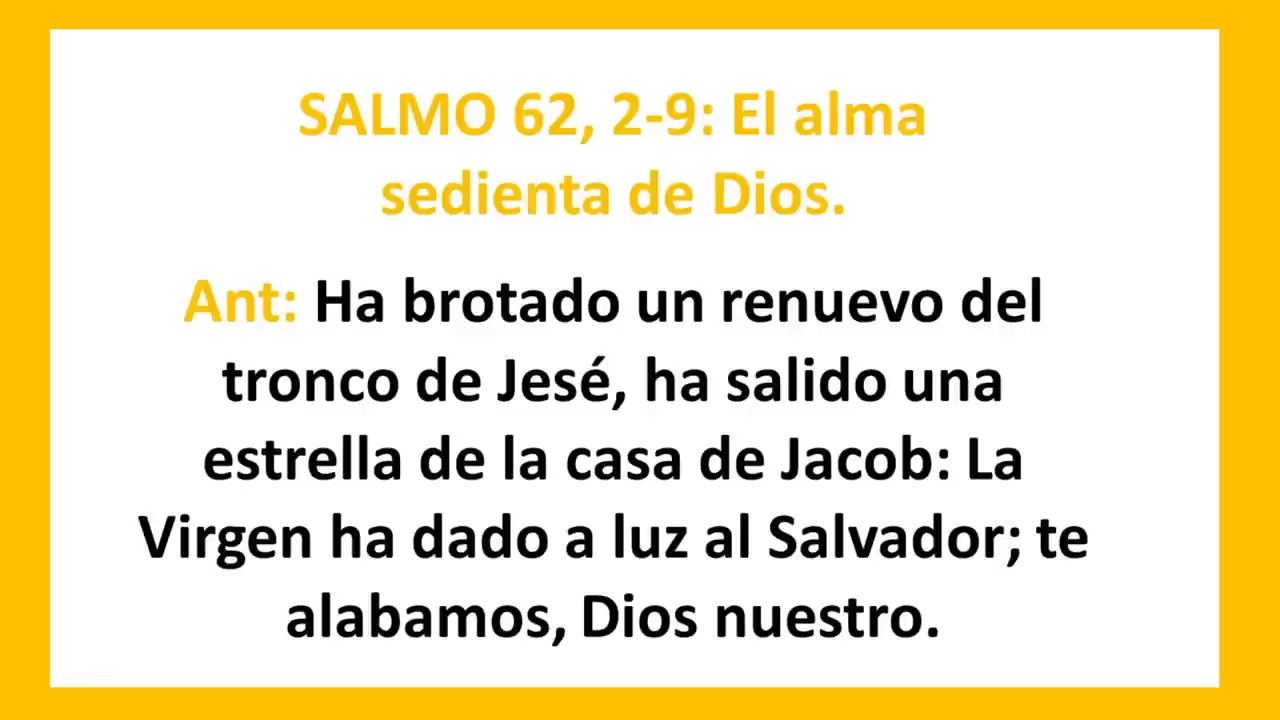 SALMO 62, 2-9: El alma
sedienta de Dios.
Ant: Ha brotado un renuevo del
tronco de Jesé, ha salido una
estrella de la casa de Jacob: La
Virgen ha dado a luz al Salvador; te
alabamos, Dios nuestro.